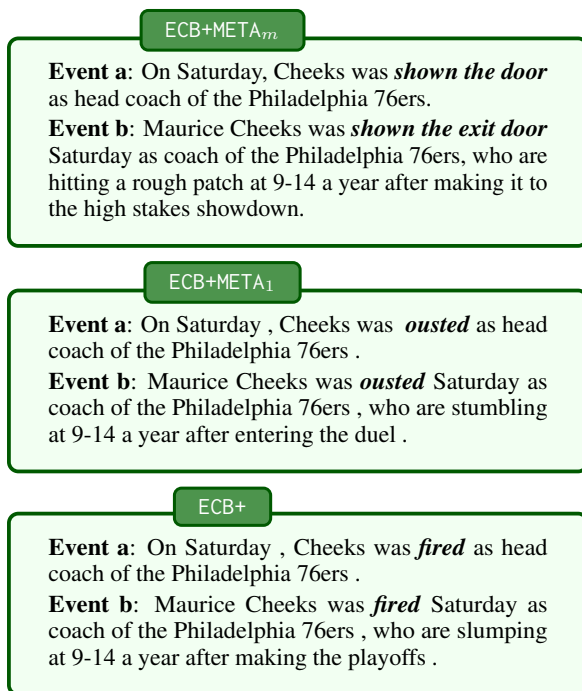 ECB+METAm
Event a: On Saturday, Cheeks was shown the door
as head coach of the Philadelphia 76ers.
Event b: Maurice Cheeks was shown the exit door
Saturday as coach of the Philadelphia 76ers, who are
hitting a rough patch at 9-14 a year after making it to
the high stakes showdown.
ECB+META1
Event a: On Saturday , Cheeks was ousted as head
coach of the Philadelphia 76ers .
Event b: Maurice Cheeks was ousted Saturday as
coach of the Philadelphia 76ers , who are stumbling
at 9-14 a year after entering the duel .
ECB+
Event a: On Saturday , Cheeks was fired as head
coach of the Philadelphia 76ers .
Event b: Maurice Cheeks was fired Saturday as
coach of the Philadelphia 76ers , who are slumping
at 9-14 a year after making the playoffs .